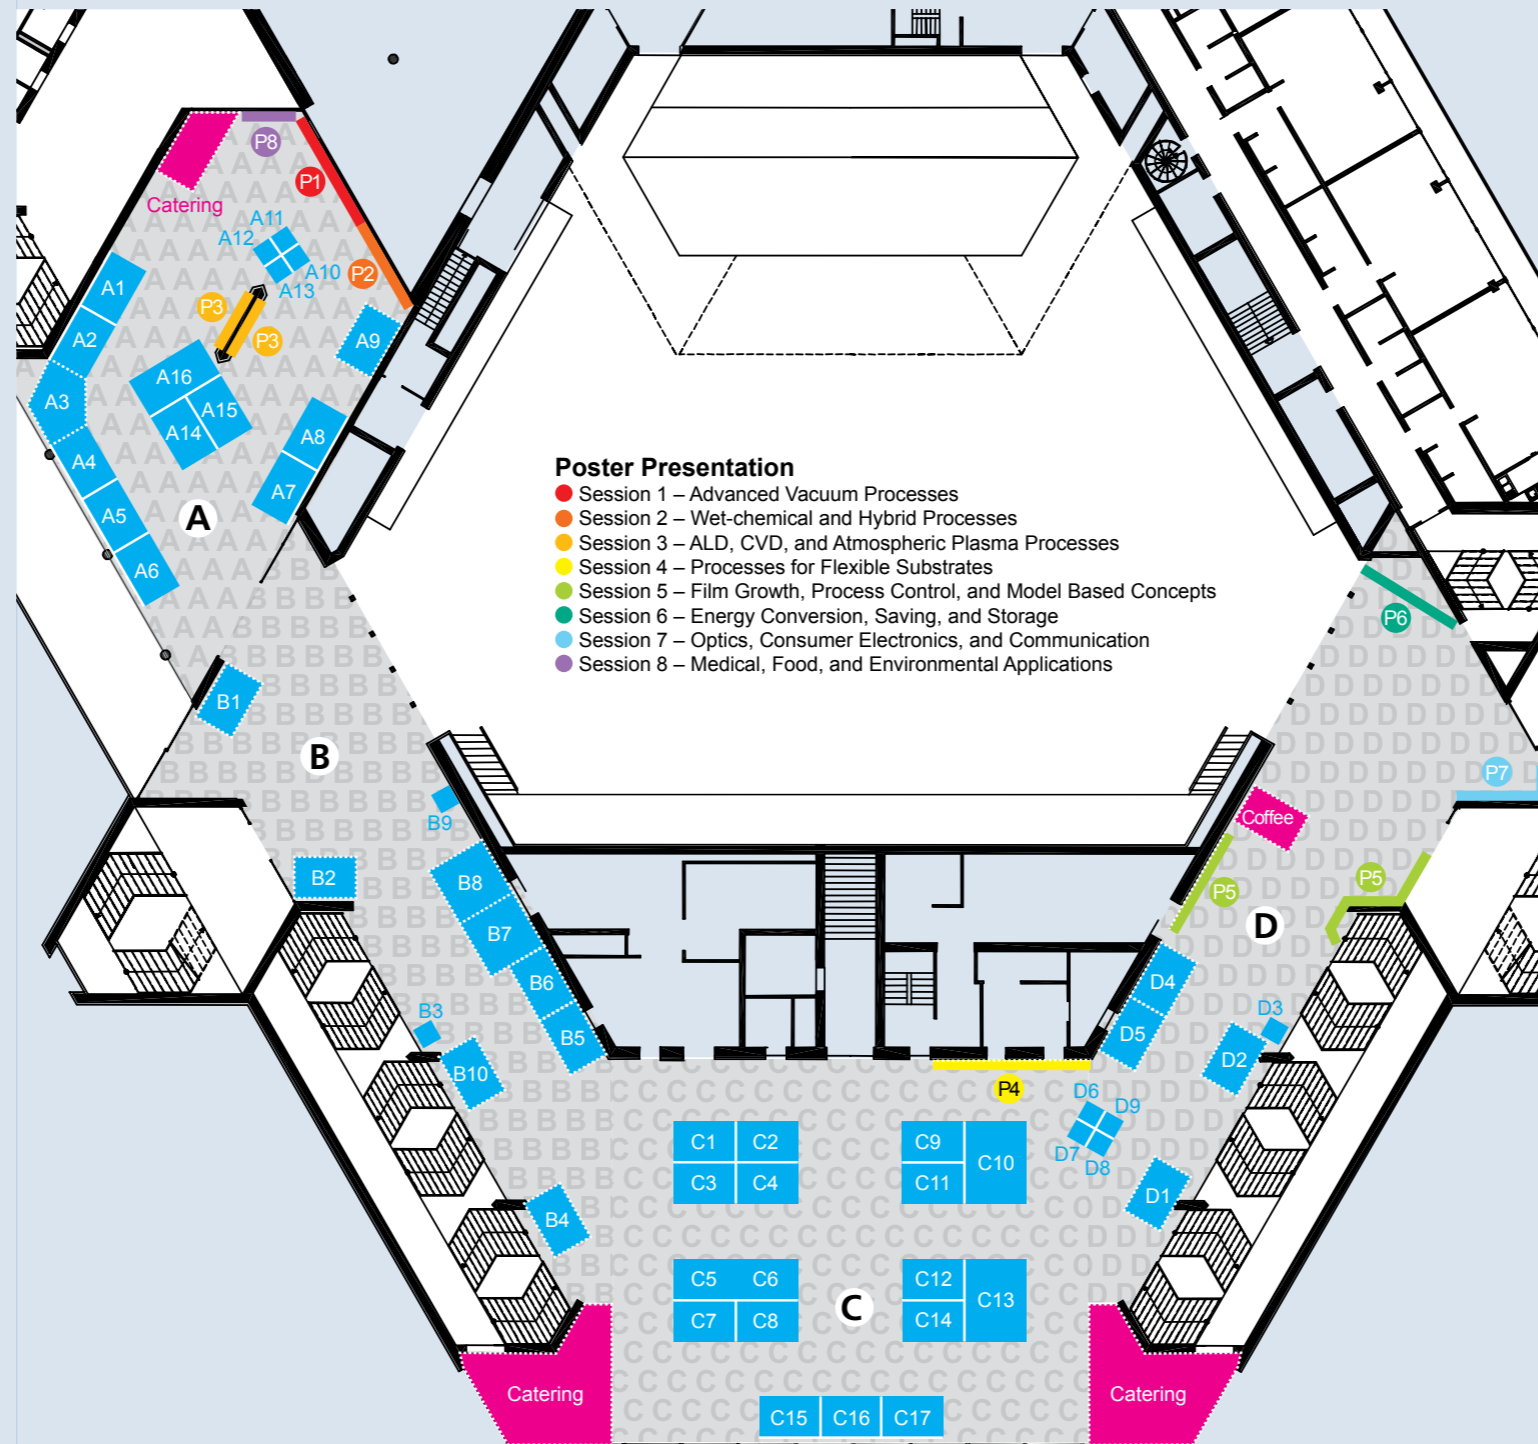 P8
P1
Catering
A11
A12
A10
A13
P2
A1
P3
P3
A2
A9
A16
A3
A15
A14
A8
A4
A7
A5
A
A6
Poster Presentation
Session 1 – Advanced Vacuum Processes
Session 2 – Wet-chemical and Hybrid Processes
Session 3 – ALD, CVD, and Atmospheric Plasma Processes
Session 4 – Processes for Flexible Substrates
Session 5 – Film Growth, Process Control, and Model Based Concepts
Session 6 – Energy Conversion, Saving, and Storage
Session 7 – Optics, Consumer Electronics, and Communication
Session 8 – Medical, Food, and Environmental Applications
P6
B1
B
P7
B9
Coffee
B2
B8
P5
P5
B7
D
B6
D4
B3
B5
D5
D3
B10
D2
P4
D6
D9
D7
D8
C1 C2
C3 C4
C9
C10
C11
D1
B4
C5 C6
C7 C8
C
C12
C13
C14
Catering
Catering
C15 C16 C17